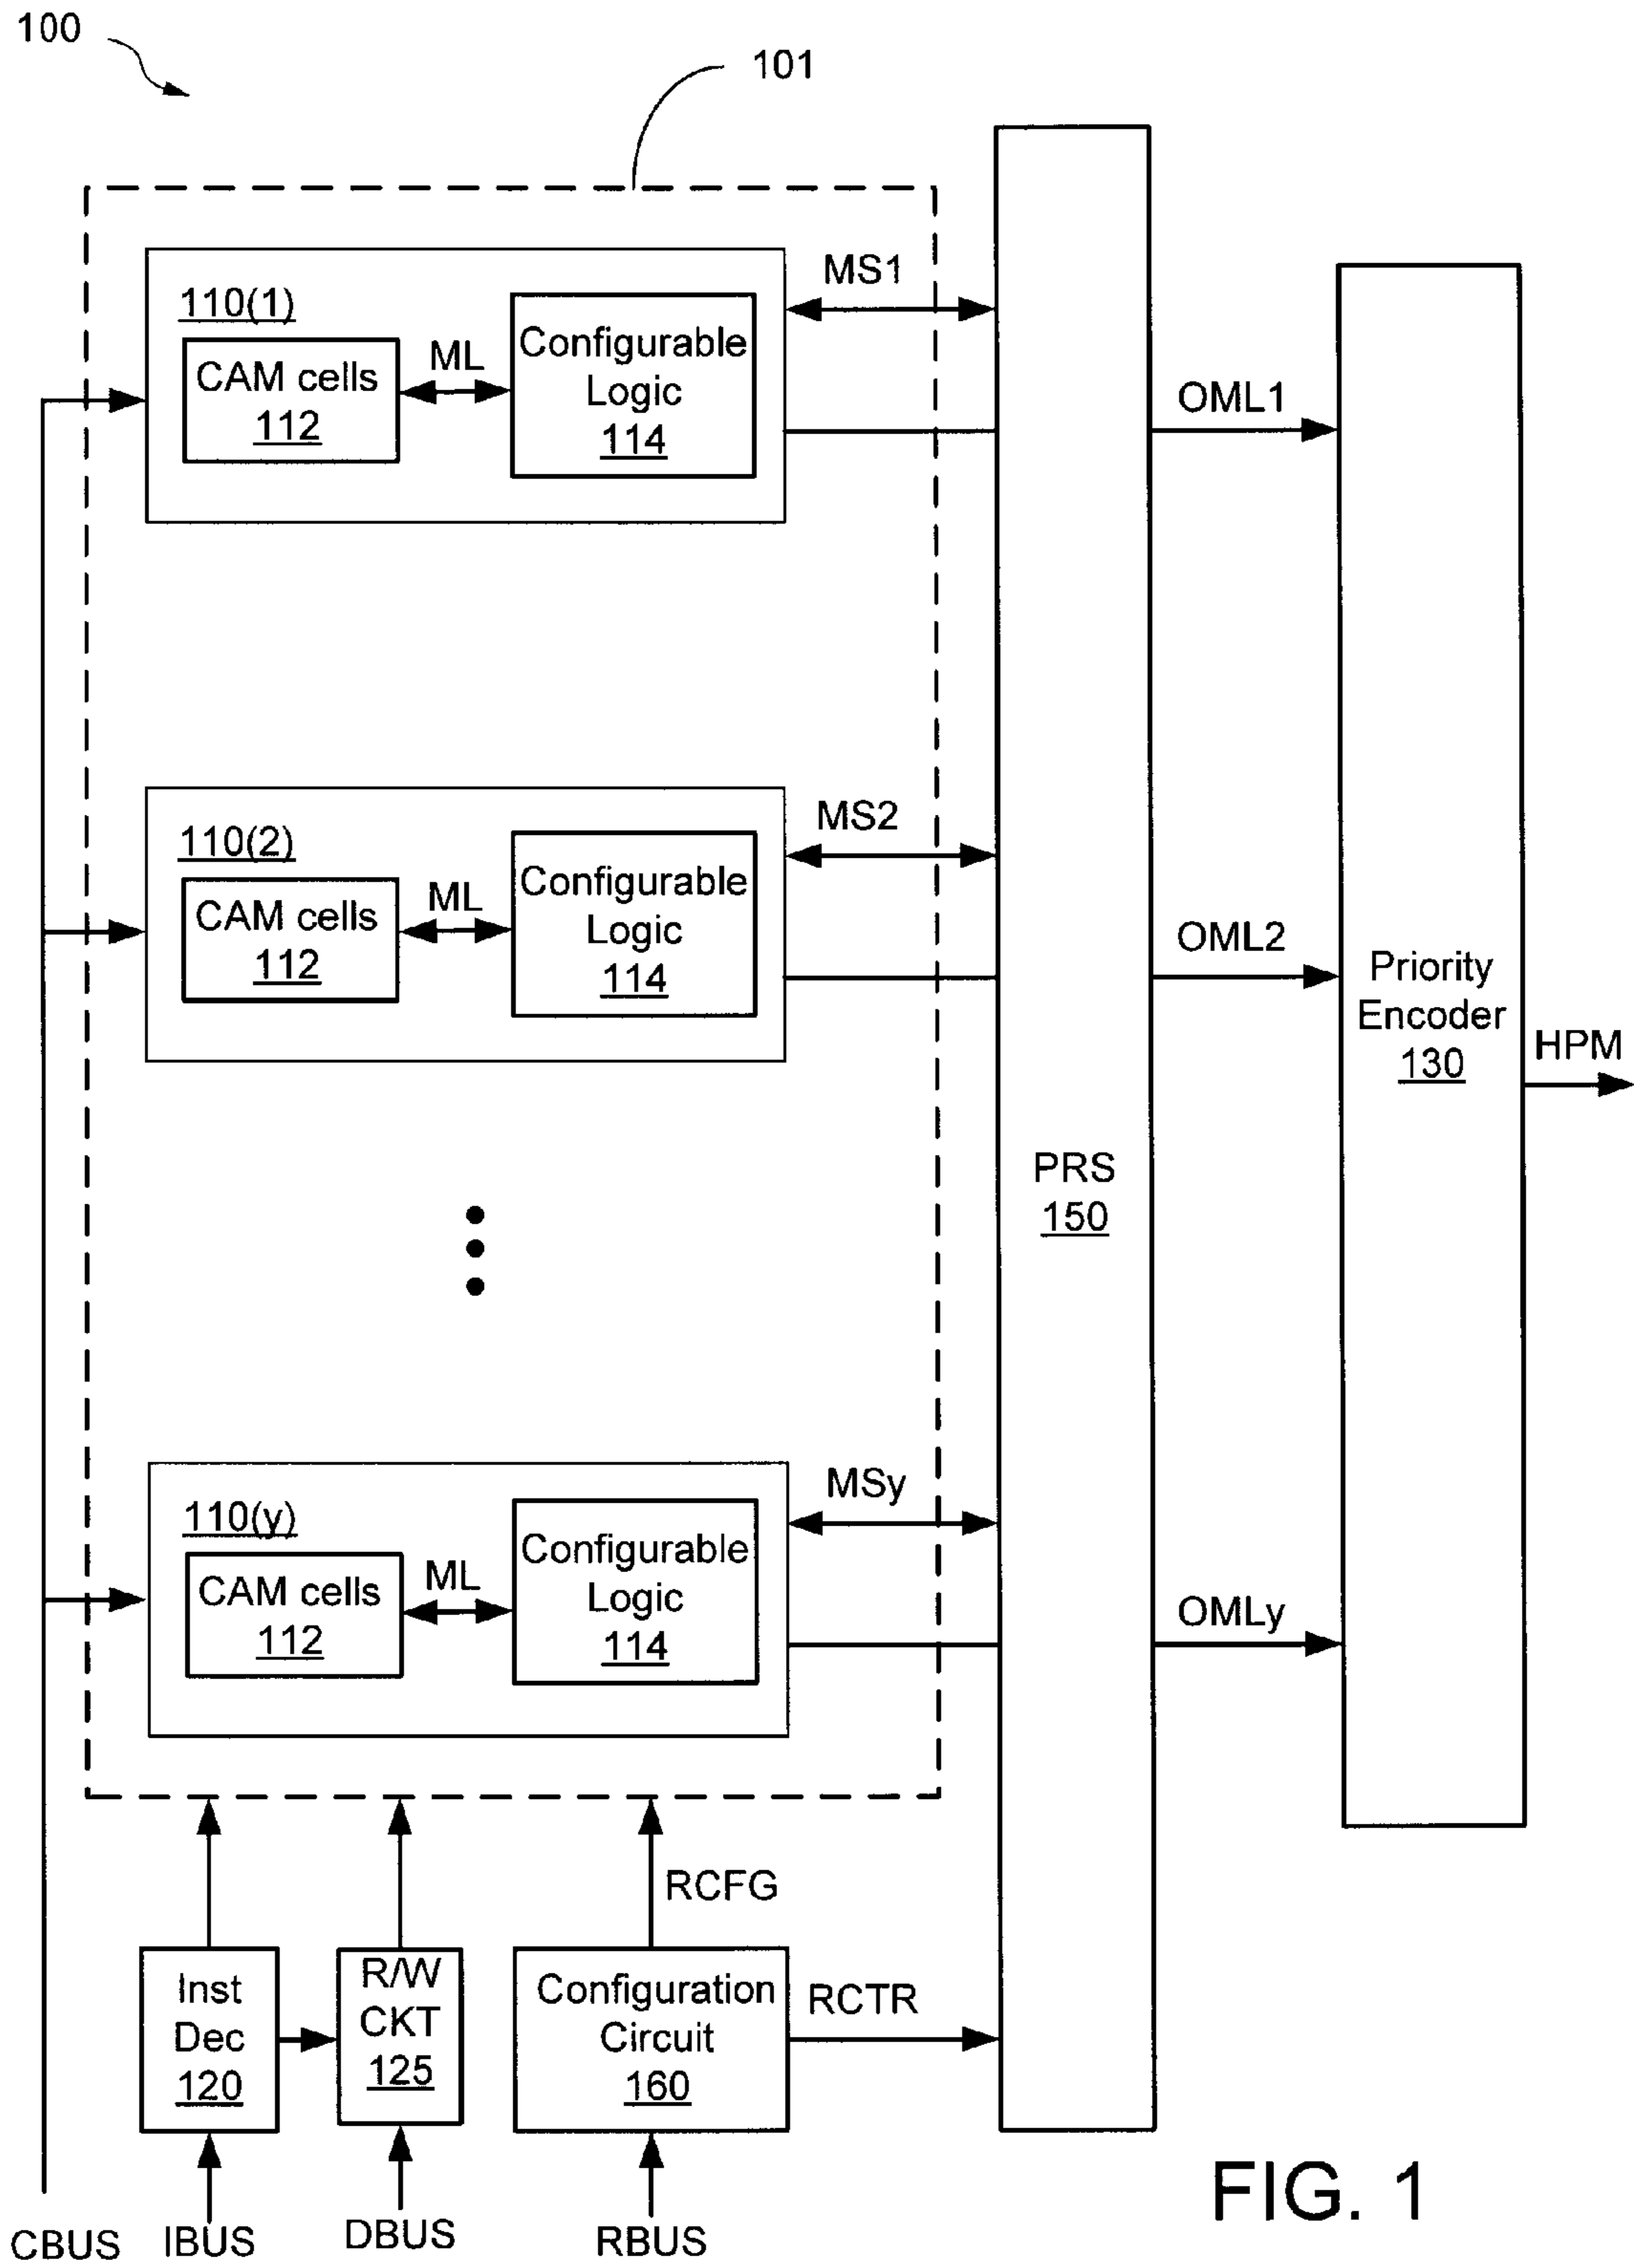 100
101
110(1)
CAM cells
112
ML
Configurable
Logic
114
MS1
OML1
110(2)
CAM cells
112
ML
Configurable
Logic
114
MS2
OML2
Priority
Encoder
130
HPM
PRS
150
110(y)
CAM cells
112
ML
Configurable
Logic
114
MSy
OMLy
RCFG
Inst
Dec
120
R/W
CKT
125
Configuration
Circuit
160
RCTR
CBUS
IBUS
DBUS
RBUS
FIG. 1